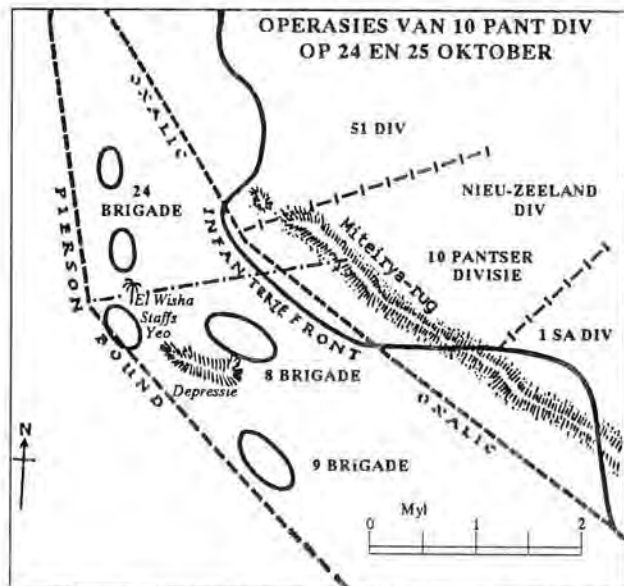 OPERASIES VAN 10 PANT DIV
OP 24 EN 25 OKTOBER
OXALIC
51 DIV
24
BRIGADE
NIEU-ZEELAND
DIV
PIERSON
BOUND
INFANTERIE FRONT
Miteirya-rug
10 PANTSER
DIVISIE
El Wisha
Staffs
Yeo
1 SA DIV
8 BRIGADE
Depressie
OXALIC
N
9 BRIGADE
Myl
0 1 2